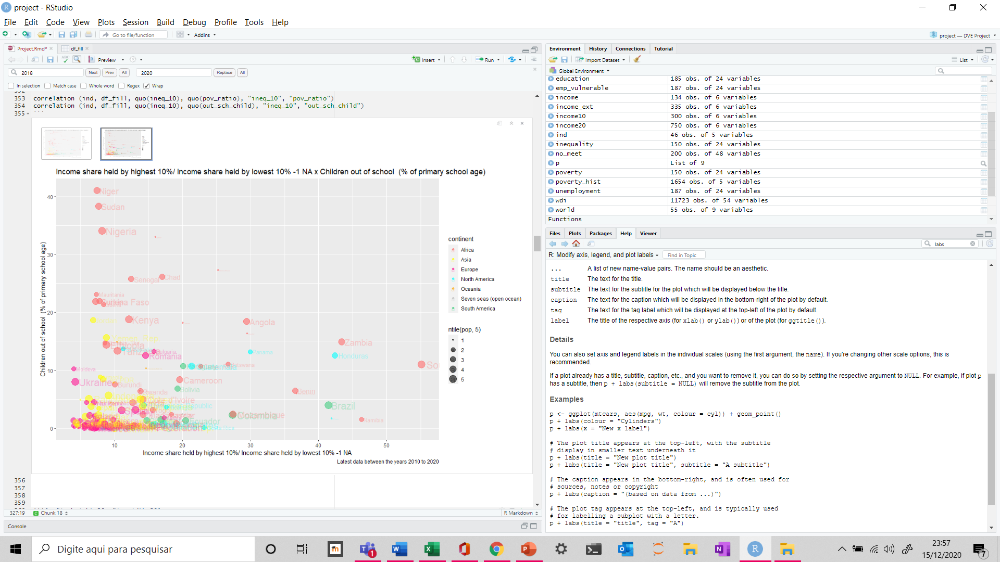 project - RStudio
File Edit Code View Plots Session Build Debug Profile Tools Help
Go to file/function Addins
project — DVE Project
Project.Rmd* df_fill
Preview Insert Run
2018 Next Prev All 2020 Replace All
In selection Match case Whole word Regex Wrap
353 correlation (ind, df_fill, quo(ineq_10), quo(pov_ratio), "ineq_10", "pov_ratio")
354 correlation (ind, df_fill, quo(ineq_10), quo(out_sch_child), "ineq_10", "out_sch_child")
355 ```
Income share held by highest 10%/ Income share held by lowest 10% -1 NA x Children out of school (% of primary school age)
Children out of school (% of primary school age)
40
30
20
10
0
Niger
Sudan
Nigeria
Senegal
Chad
Mauritania
Burkina Faso
Kenya
Angola
Yemen, Rep.
Ethiopia
Tanzania
Zambia
Bulgaria
Romania
Panama
Honduras
Botswana
Moldova
Ukraine
Burundi
Cameroon
Bolivia
Rwanda
Benin
Cote d'Ivoire
Brazil
Mozambique
Colombia
Namibia
Poland
Ecuador
10 20 30 40 50
Income share held by highest 10%/ Income share held by lowest 10% -1 NA
Latest data between the years 2010 to 2020
continent
Africa
Asia
Europe
North America
Oceania
Seven seas (open ocean)
South America
ntile(pop, 5)
1
2
3
4
5
356
357
358
359
327:19 Chunk 18 R Markdown
Console
Environment History Connections Tutorial
Import Dataset List
Global Environment
education 185 obs. of 24 variables
emp_vulnerable 187 obs. of 24 variables
income 134 obs. of 6 variables
income_ext 335 obs. of 6 variables
income10 300 obs. of 6 variables
income20 750 obs. of 6 variables
ind 46 obs. of 5 variables
inequality 150 obs. of 24 variables
no_meet 200 obs. of 48 variables
p List of 9
poverty 150 obs. of 24 variables
poverty_hist 1654 obs. of 5 variables
unemployment 187 obs. of 24 variables
wdi 11723 obs. of 54 variables
world 55 obs. of 9 variables
Functions
Files Plots Packages Help Viewer
labs
R: Modify axis, legend, and plot labels Find in Topic
... A list of new name-value pairs. The name should be an aesthetic.
title The text for the title.
subtitle The text for the subtitle for the plot which will be displayed below the title.
caption The text for the caption which will be displayed in the bottom-right of the plot by default.
tag The text for the tag label which will be displayed at the top-left of the plot by default.
label The title of the respective axis (for xlab() or ylab()) or of the plot (for ggtitle()).
Details
You can also set axis and legend labels in the individual scales (using the first argument, the name). If you're changing other scale options, this is
recommended.
If a plot already has a title, subtitle, caption, etc., and you want to remove it, you can do so by setting the respective argument to NULL. For example, if plot p
has a subtitle, then p + labs(subtitle = NULL) will remove the subtitle from the plot.
Examples
p <- ggplot(mtcars, aes(mpg, wt, colour = cyl)) + geom_point()
p + labs(colour = "Cylinders")
p + labs(x = "New x label")
# The plot title appears at the top-left, with the subtitle
# display in smaller text underneath it
p + labs(title = "New plot title")
p + labs(title = "New plot title", subtitle = "A subtitle")
# The caption appears in the bottom-right, and is often used for
# sources, notes or copyright
p + labs(caption = "(based on data from ...)")
# The plot tag appears at the top-left, and is typically used
# for labelling a subplot with a letter.
p + labs(title = "title", tag = "A")
Digite aqui para pesquisar
23:57
15/12/2020
7